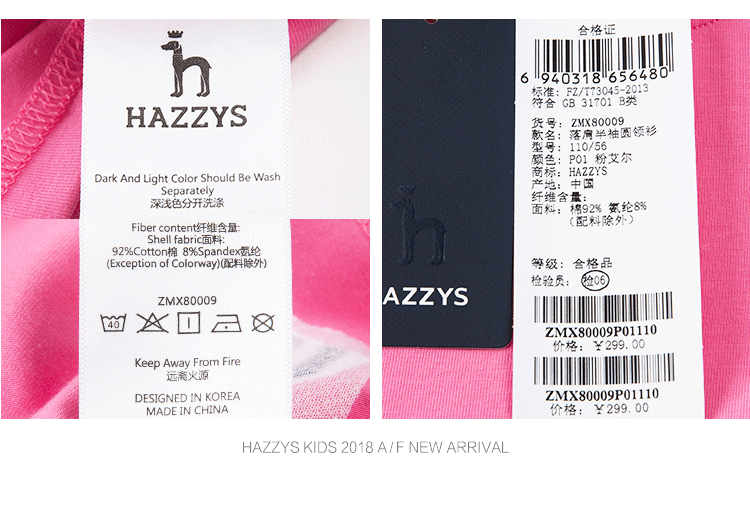 HAZZYS
Dark And Light Color Should Be Wash
Separately
深浅色分开洗涤
Fiber content纤维含量:
Shell fabric面料:
92%Cotton棉 8%Spandex氨纶
(Exception of Colorway)(配料除外)
ZMX80009
40
Keep Away From Fire
远离火源
DESIGNED IN KOREA
MADE IN CHINA
AZZYS
合格证
6 940318 656480
标准: FZ/T73045-2013
符合 GB 31701 B类
货号: ZMX80009
款名: 落肩半袖圆领衫
型号: 110/56
颜色: P01 粉艾尔
商标: HAZZYS
产地: 中国
纤维含量:
面料: 棉92% 氨纶8%
(配料除外)
等级: 合格品
检验员: 检06
ZMX80009P01110
价格: ¥299.00
ZMX80009P01110
价格: ¥299.00
HAZZYS KIDS 2018 A / F NEW ARRIVAL